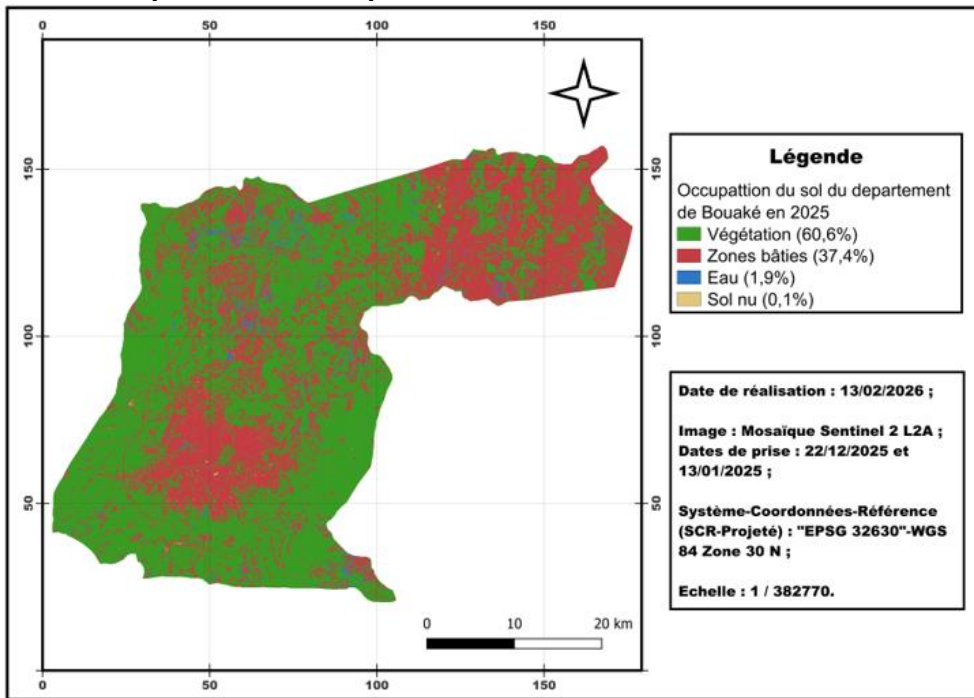 0 50 100 150
150 150
100 100
50 50
0 50 100 150
0 10 20 km
Légende
Occupattion du sol du departement
de Bouaké en 2025
Végétation (60,6%)
Zones bâties (37,4%)
Eau (1,9%)
Sol nu (0,1%)
Date de réalisation : 13/02/2026 ;
Image : Mosaïque Sentinel 2 L2A ;
Dates de prise : 22/12/2025 et
13/01/2025 ;
Système-Coordonnées-Référence
(SCR-Projeté) : "EPSG 32630"-WGS
84 Zone 30 N ;
Echelle : 1 / 382770.